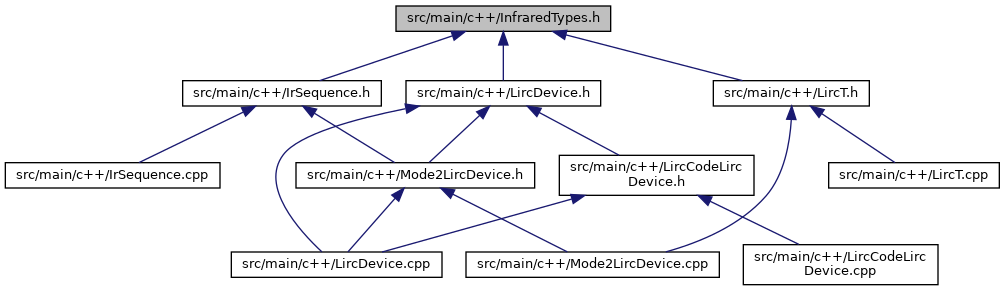 src/main/c++/InfraredTypes.h
src/main/c++/IrSequence.h
src/main/c++/LircDevice.h
src/main/c++/LircT.h
src/main/c++/IrSequence.cpp
src/main/c++/Mode2LircDevice.h
src/main/c++/LircCodeLirc
Device.h
src/main/c++/LircT.cpp
src/main/c++/LircDevice.cpp
src/main/c++/Mode2LircDevice.cpp
src/main/c++/LircCodeLirc
Device.cpp